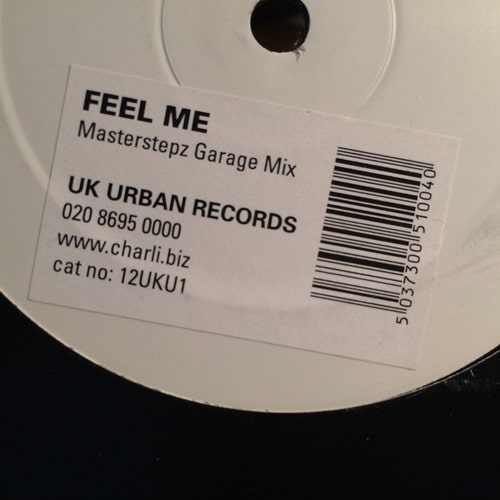 FEEL ME
Masterstepz Garage Mix
UK URBAN RECORDS
020 8695 0000
www.charli.biz
cat no: 12UKU1
5 037300 510040